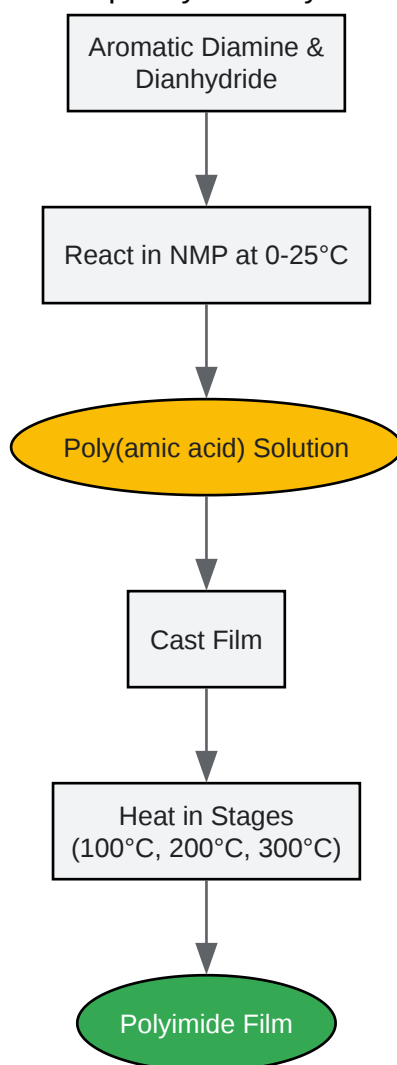 Aromatic Diamine &
Dianhydride
React in NMP at 0-25°C
Poly(amic acid) Solution
Cast Film
Heat in Stages
(100°C, 200°C, 300°C)
Polyimide Film